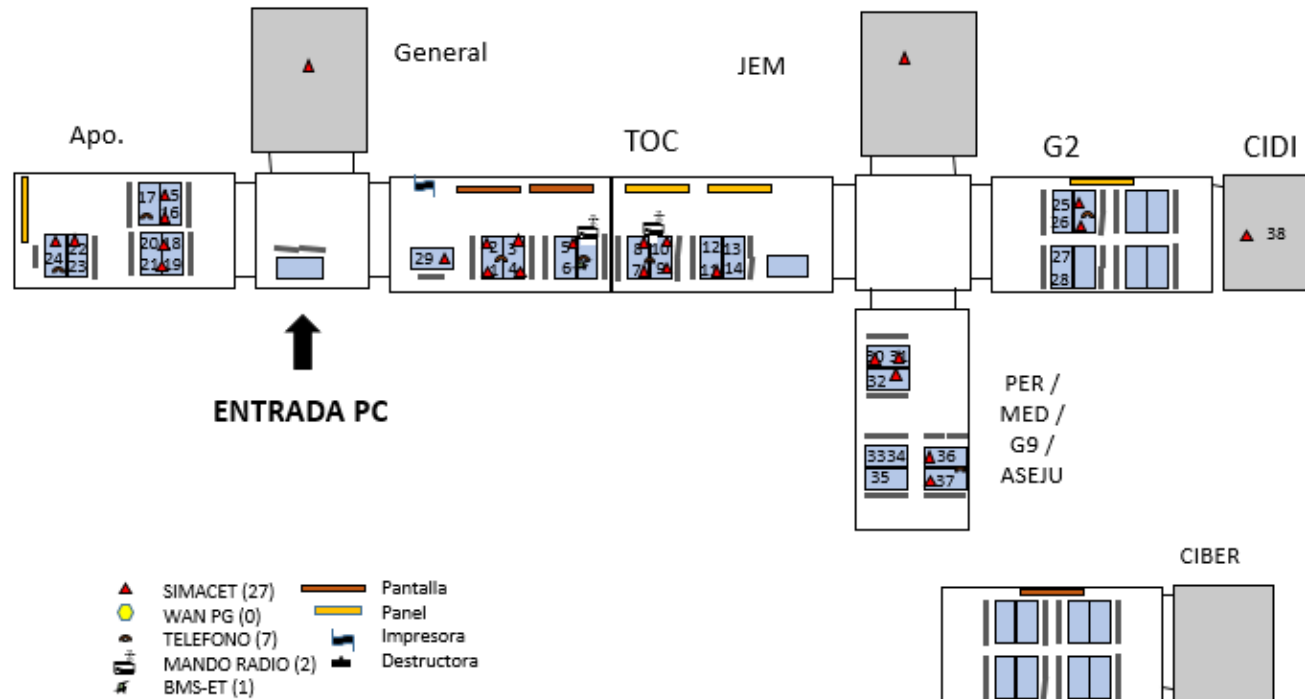 General
JEM
Apo.
TOC
G2
CIDI
17 15
16
20 18
21 19
22
24 23
29
2 3
1 4
5
6
8 10
7 9
12 13
11 14
25
26
27
28
38
ENTRADA PC
30 31
32
33 34
35
36
37
PER /
MED /
G9 /
ASEJU
CIBER
SIMACET (27)
WAN PG (0)
TELEFONO (7)
MANDO RADIO (2)
BMS-ET (1)
Pantalla
Panel
Impresora
Destructora